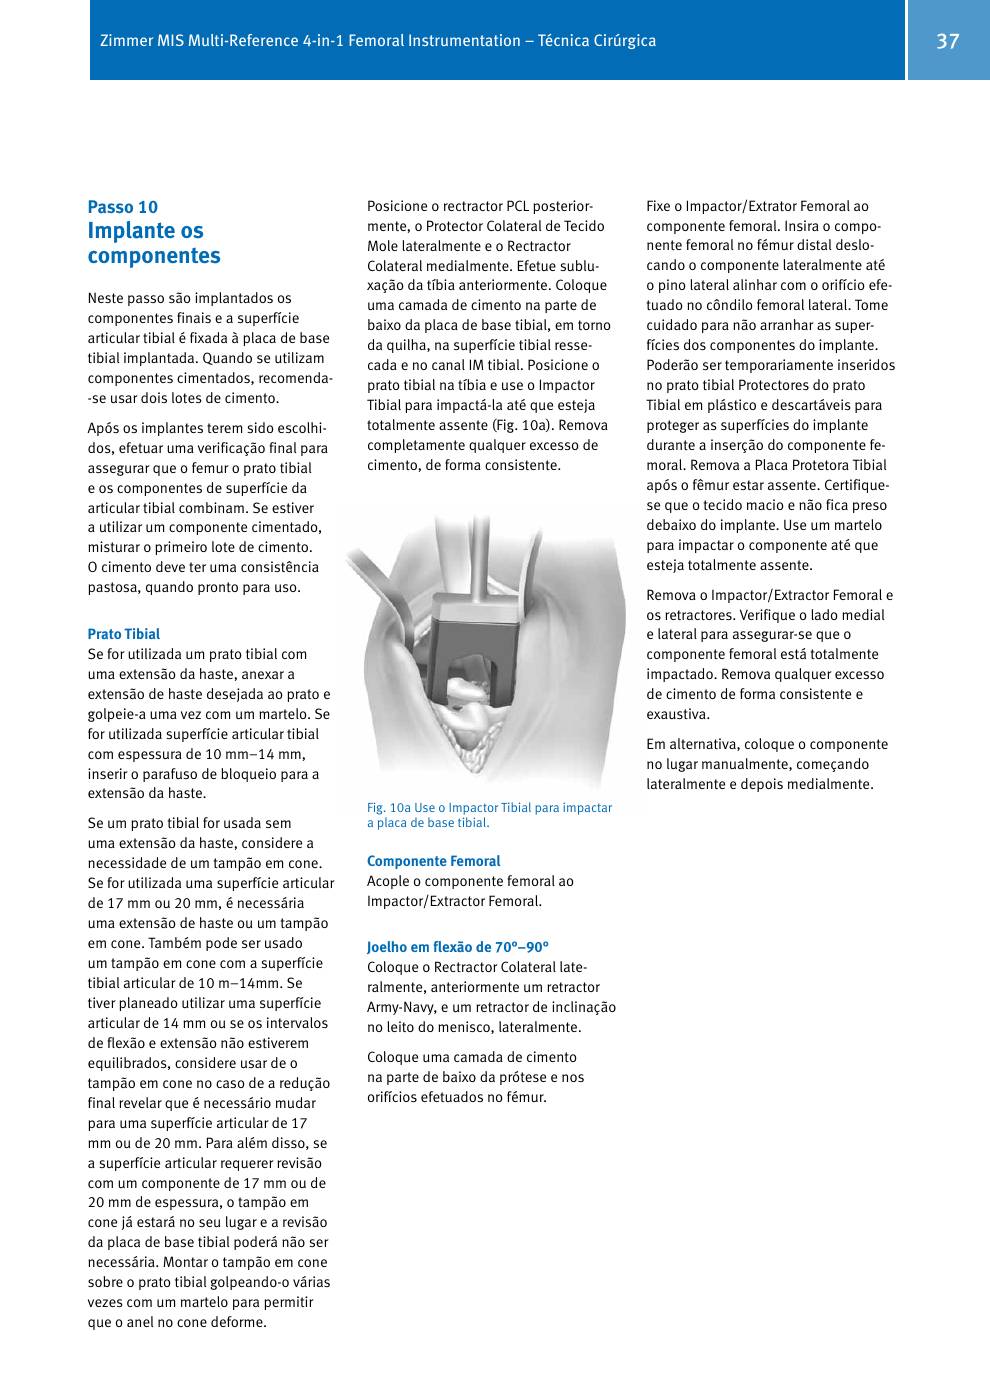 Zimmer MIS Multi-Reference 4-in-1 Femoral Instrumentation – Técnica Cirúrgica
37
Passo 10
Implante os
componentes
Neste passo são implantados os
componentes finais e a superfície
articular tibial é fixada à placa de base
tibial implantada. Quando se utilizam
componentes cimentados, recomenda-
-se usar dois lotes de cimento.
Após os implantes terem sido escolhi-
dos, efetuar uma verificação final para
assegurar que o femur o prato tibial
e os componentes de superfície da
articular tibial combinam. Se estiver
a utilizar um componente cimentado,
misturar o primeiro lote de cimento.
O cimento deve ter uma consistência
pastosa, quando pronto para uso.
Prato Tibial
Se for utilizada um prato tibial com
uma extensão da haste, anexar a
extensão de haste desejada ao prato e
golpeie-a uma vez com um martelo. Se
for utilizada superfície articular tibial
com espessura de 10 mm–14 mm,
inserir o parafuso de bloqueio para a
extensão da haste.
Se um prato tibial for usada sem
uma extensão da haste, considere a
necessidade de um tampão em cone.
Se for utilizada uma superfície articular
de 17 mm ou 20 mm, é necessária
uma extensão de haste ou um tampão
em cone. Também pode ser usado
um tampão em cone com a superfície
tibial articular de 10 m–14mm. Se
tiver planeado utilizar uma superfície
articular de 14 mm ou se os intervalos
de flexão e extensão não estiverem
equilibrados, considere usar de o
tampão em cone no caso de a redução
final revelar que é necessário mudar
para uma superfície articular de 17
mm ou de 20 mm. Para além disso, se
a superfície articular requerer revisão
com um componente de 17 mm ou de
20 mm de espessura, o tampão em
cone já estará no seu lugar e a revisão
da placa de base tibial poderá não ser
necessária. Montar o tampão em cone
sobre o prato tibial golpeando-o várias
vezes com um martelo para permitir
que o anel no cone deforme.
Posicione o rectractor PCL posterior-
mente, o Protector Colateral de Tecido
Mole lateralmente e o Rectractor
Colateral medialmente. Efetue sublu-
xação da tíbia anteriormente. Coloque
uma camada de cimento na parte de
baixo da placa de base tibial, em torno
da quilha, na superfície tibial resse-
cada e no canal IM tibial. Posicione o
prato tibial na tíbia e use o Impactor
Tibial para impactá-la até que esteja
totalmente assente (Fig. 10a). Remova
completamente qualquer excesso de
cimento, de forma consistente.
Fig. 10a Use o Impactor Tibial para impactar
a placa de base tibial.
Componente Femoral
Acople o componente femoral ao
Impactor/Extractor Femoral.
Joelho em flexão de 70°–90°
Coloque o Rectractor Colateral late-
ralmente, anteriormente um retractor
Army-Navy, e um retractor de inclinação
no leito do menisco, lateralmente.
Coloque uma camada de cimento
na parte de baixo da prótese e nos
orifícios efetuados no fémur.
Fixe o Impactor/Extrator Femoral ao
componente femoral. Insira o compo-
nente femoral no fémur distal deslo-
cando o componente lateralmente até
o pino lateral alinhar com o orifício efe-
tuado no côndilo femoral lateral. Tome
cuidado para não arranhar as super-
fícies dos componentes do implante.
Poderão ser temporariamente inseridos
no prato tibial Protectores do prato
Tibial em plástico e descartáveis para
proteger as superfícies do implante
durante a inserção do componente fe-
moral. Remova a Placa Protetora Tibial
após o fêmur estar assente. Certifique-
se que o tecido macio e não fica preso
debaixo do implante. Use um martelo
para impactar o componente até que
esteja totalmente assente.
Remova o Impactor/Extractor Femoral e
os retractores. Verifique o lado medial
e lateral para assegurar-se que o
componente femoral está totalmente
impactado. Remova qualquer excesso
de cimento de forma consistente e
exaustiva.
Em alternativa, coloque o componente
no lugar manualmente, começando
lateralmente e depois medialmente.